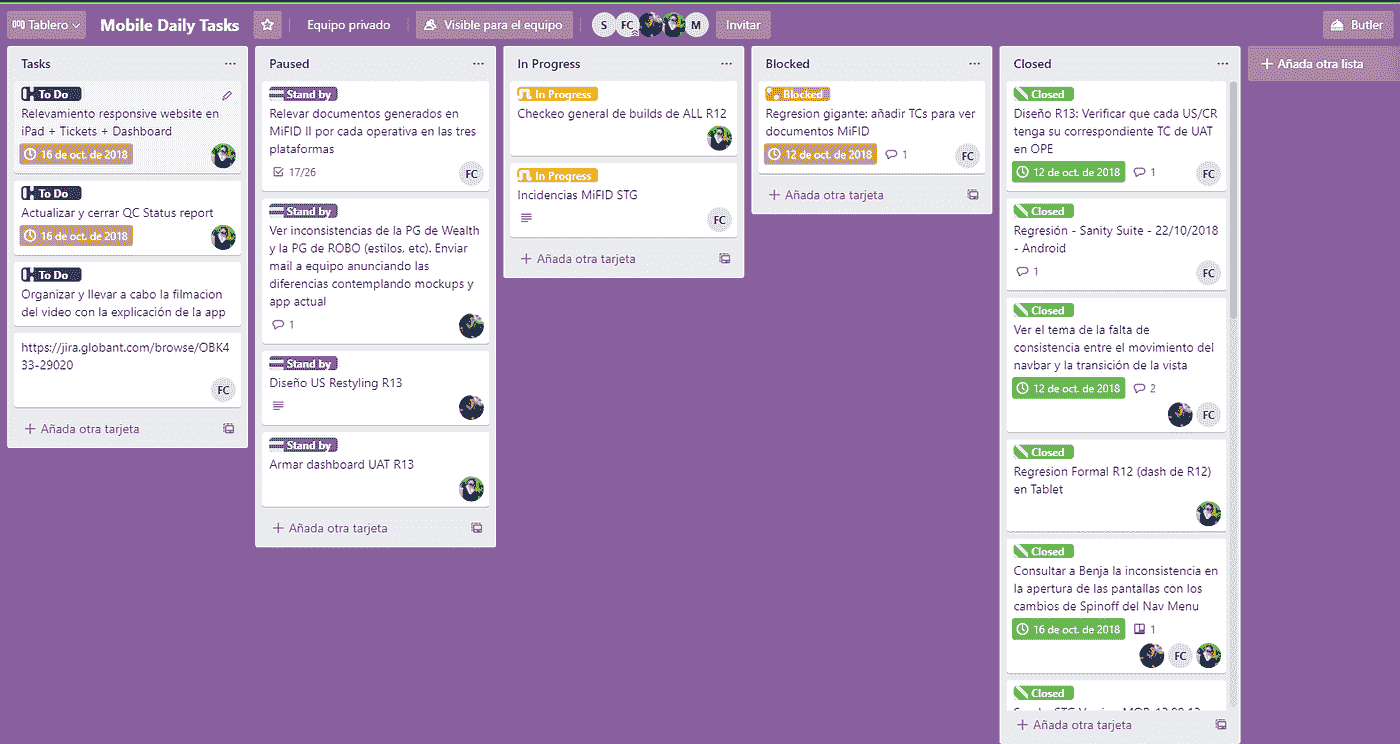 Tablero
Mobile Daily Tasks
Equipo privado
Visible para el equipo
S
FC
M
Invitar
Butler
Tasks
To Do
Relevamiento responsive website en
iPad + Tickets + Dashboard
16 de oct. de 2018
To Do
Actualizar y cerrar QC Status report
16 de oct. de 2018
To Do
Organizar y llevar a cabo la filmacion
del video con la explicación de la app
https://jira.globant.com/browse/OBK4
33-29020
FC
+ Añada otra tarjeta
Paused
Stand by
Relevar documentos generados en
MiFID II por cada operativa en las tres
plataformas
17/26
FC
Stand by
Ver inconsistencias de la PG de Wealth
y la PG de ROBO (estilos, etc). Enviar
mail a equipo anunciando las
diferencias contemplando mockups y
app actual
1
Stand by
Diseño US Restyling R13
Stand by
Armar dashboard UAT R13
+ Añada otra tarjeta
In Progress
In Progress
Checkeo general de builds de ALL R12
In Progress
Incidencias MiFID STG
FC
+ Añada otra tarjeta
Blocked
Blocked
Regresion gigante: añadir TCs para ver
documentos MiFID
12 de oct. de 2018
1
FC
+ Añada otra tarjeta
Closed
Closed
Diseño R13: Verificar que cada US/CR
tenga su correspondiente TC de UAT
en OPE
12 de oct. de 2018
1
FC
Closed
Regresión - Sanity Suite - 22/10/2018
- Android
1
FC
Closed
Ver el tema de la falta de
consistencia entre el movimiento del
navbar y la transición de la vista
12 de oct. de 2018
2
FC
Closed
Regresion Formal R12 (dash de R12)
en Tablet
Closed
Consultar a Benja la inconsistencia en
la apertura de las pantallas con los
cambios de Spinoff del Nav Menu
16 de oct. de 2018
1
FC
Closed
+ Añada otra tarjeta
+ Añada otra lista